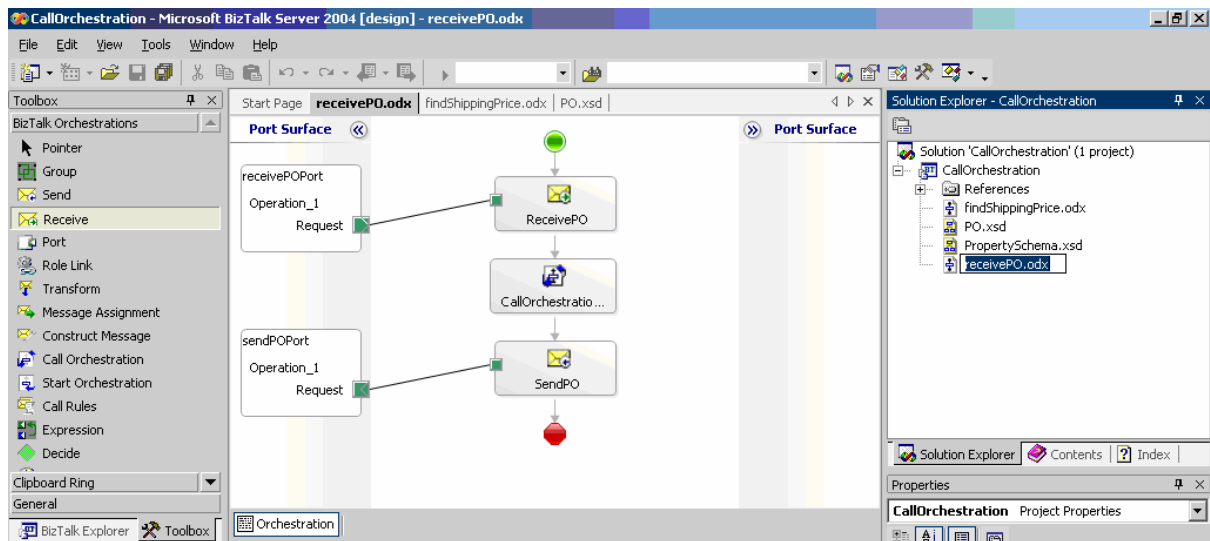 CallOrchestration - Microsoft BizTalk Server 2004 [design] - receivePO.odx
File Edit View Tools Window Help
Toolbox
BizTalk Orchestrations
Pointer
Group
Send
Receive
Port
Role Link
Transform
Message Assignment
Construct Message
Call Orchestration
Start Orchestration
Call Rules
Expression
Decide
Clipboard Ring
General
BizTalk Explorer Toolbox
Start Page receivePO.odx findShippingPrice.odx PO.xsd
Port Surface
Port Surface
receivePOPort
Operation_1
Request
ReceivePO
CallOrchestratio...
sendPOPort
Operation_1
Request
SendPO
Orchestration
Solution Explorer - CallOrchestration
Solution 'CallOrchestration' (1 project)
CallOrchestration
References
findShippingPrice.odx
PO.xsd
PropertySchema.xsd
receivePO.odx
Solution Explorer Contents Index
Properties
CallOrchestration Project Properties